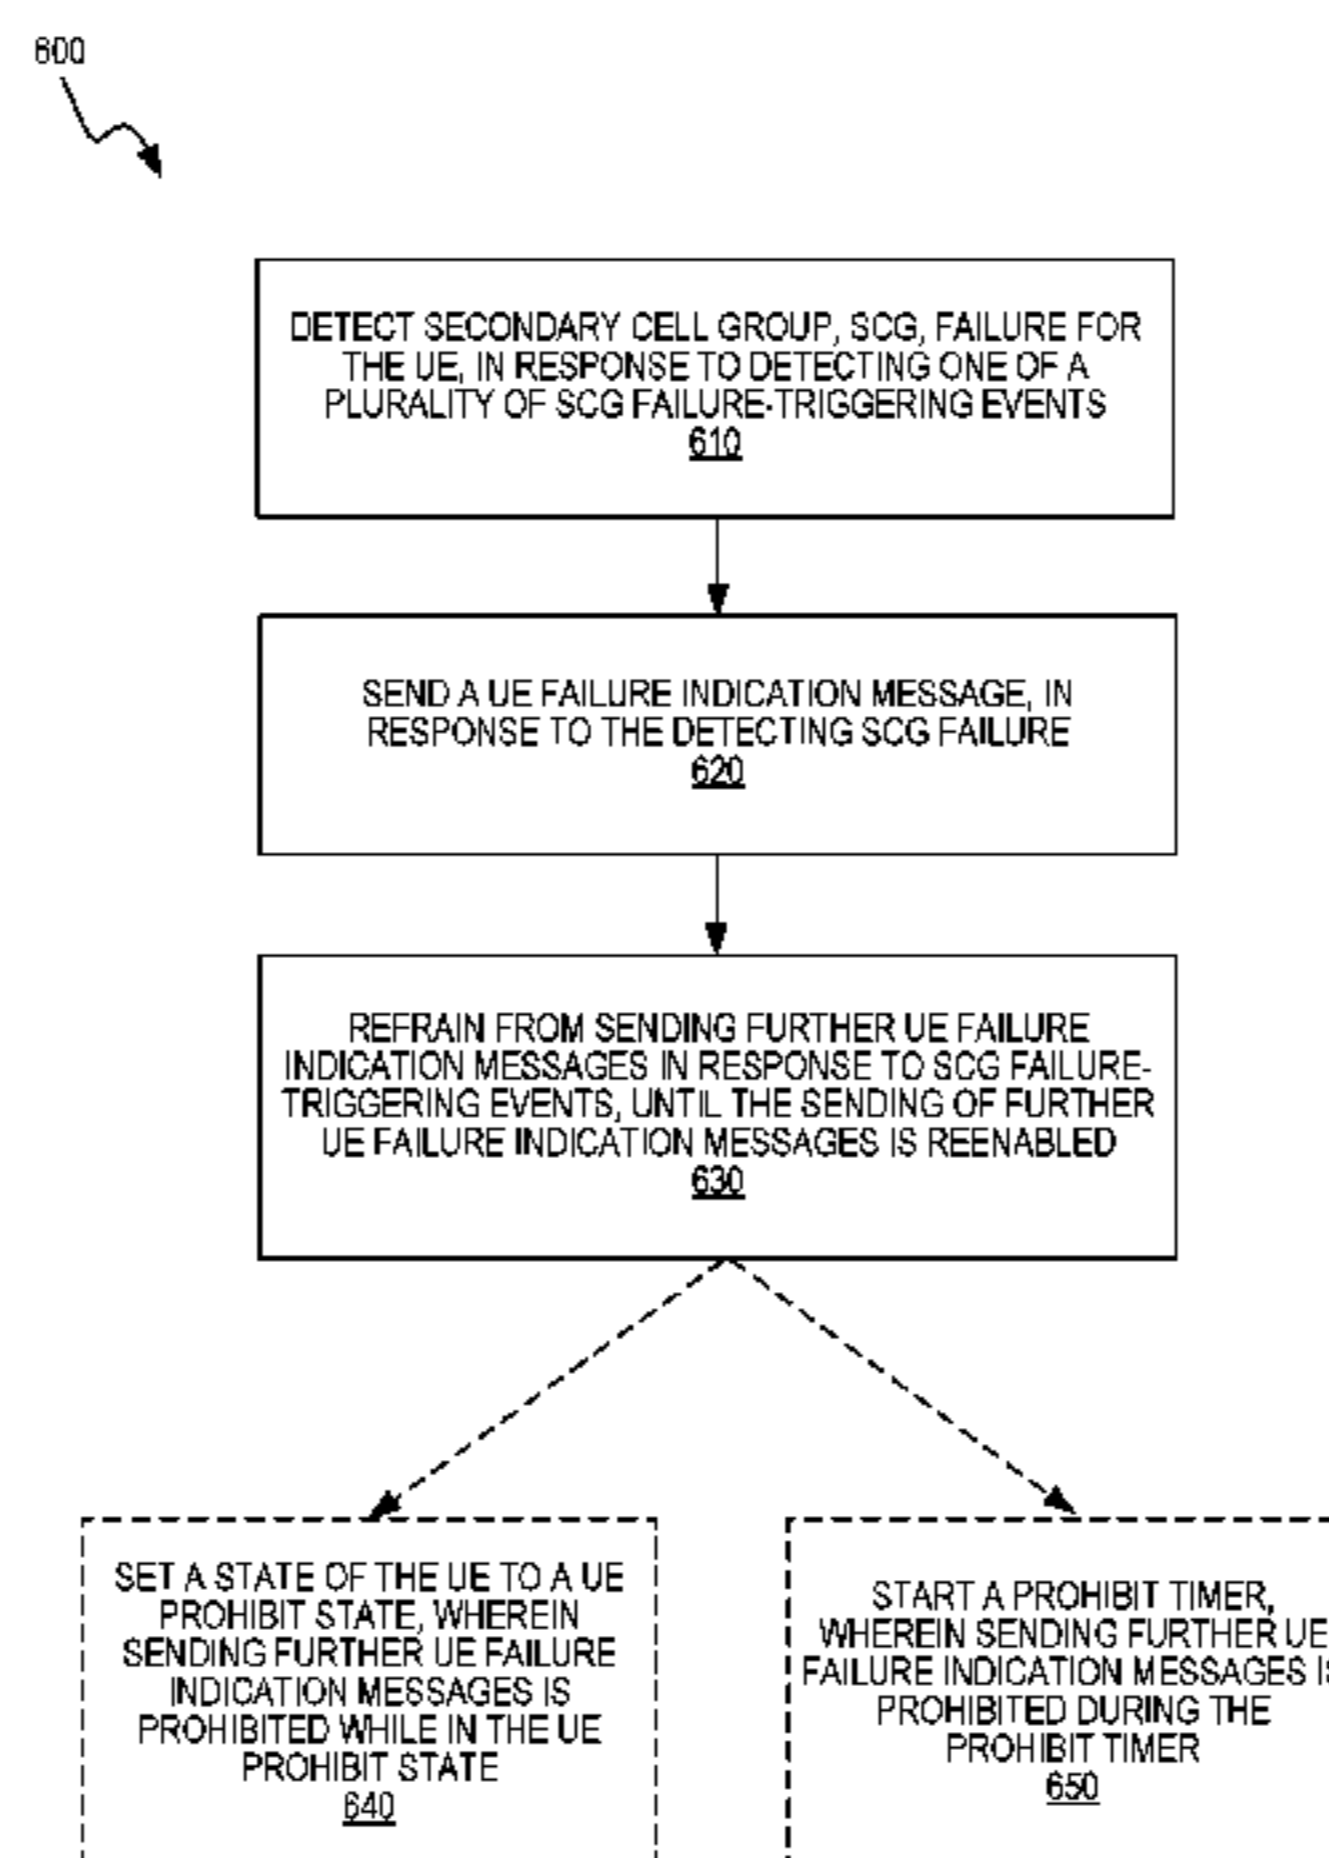 600
DETECT SECONDARY CELL GROUP, SCG, FAILURE FOR
THE UE, IN RESPONSE TO DETECTING ONE OF A
PLURALITY OF SCG FAILURE-TRIGGERING EVENTS
610
SEND A UE FAILURE INDICATION MESSAGE, IN
RESPONSE TO THE DETECTING SCG FAILURE
620
REFRAIN FROM SENDING FURTHER UE FAILURE
INDICATION MESSAGES IN RESPONSE TO SCG FAILURE-
TRIGGERING EVENTS, UNTIL THE SENDING OF FURTHER
UE FAILURE INDICATION MESSAGES IS REENABLED
630
SET A STATE OF THE UE TO A UE
PROHIBIT STATE, WHEREIN
SENDING FURTHER UE FAILURE
INDICATION MESSAGES IS
PROHIBITED WHILE IN THE UE
PROHIBIT STATE
640
START A PROHIBIT TIMER,
WHEREIN SENDING FURTHER UE
FAILURE INDICATION MESSAGES IS
PROHIBITED DURING THE
PROHIBIT TIMER
650